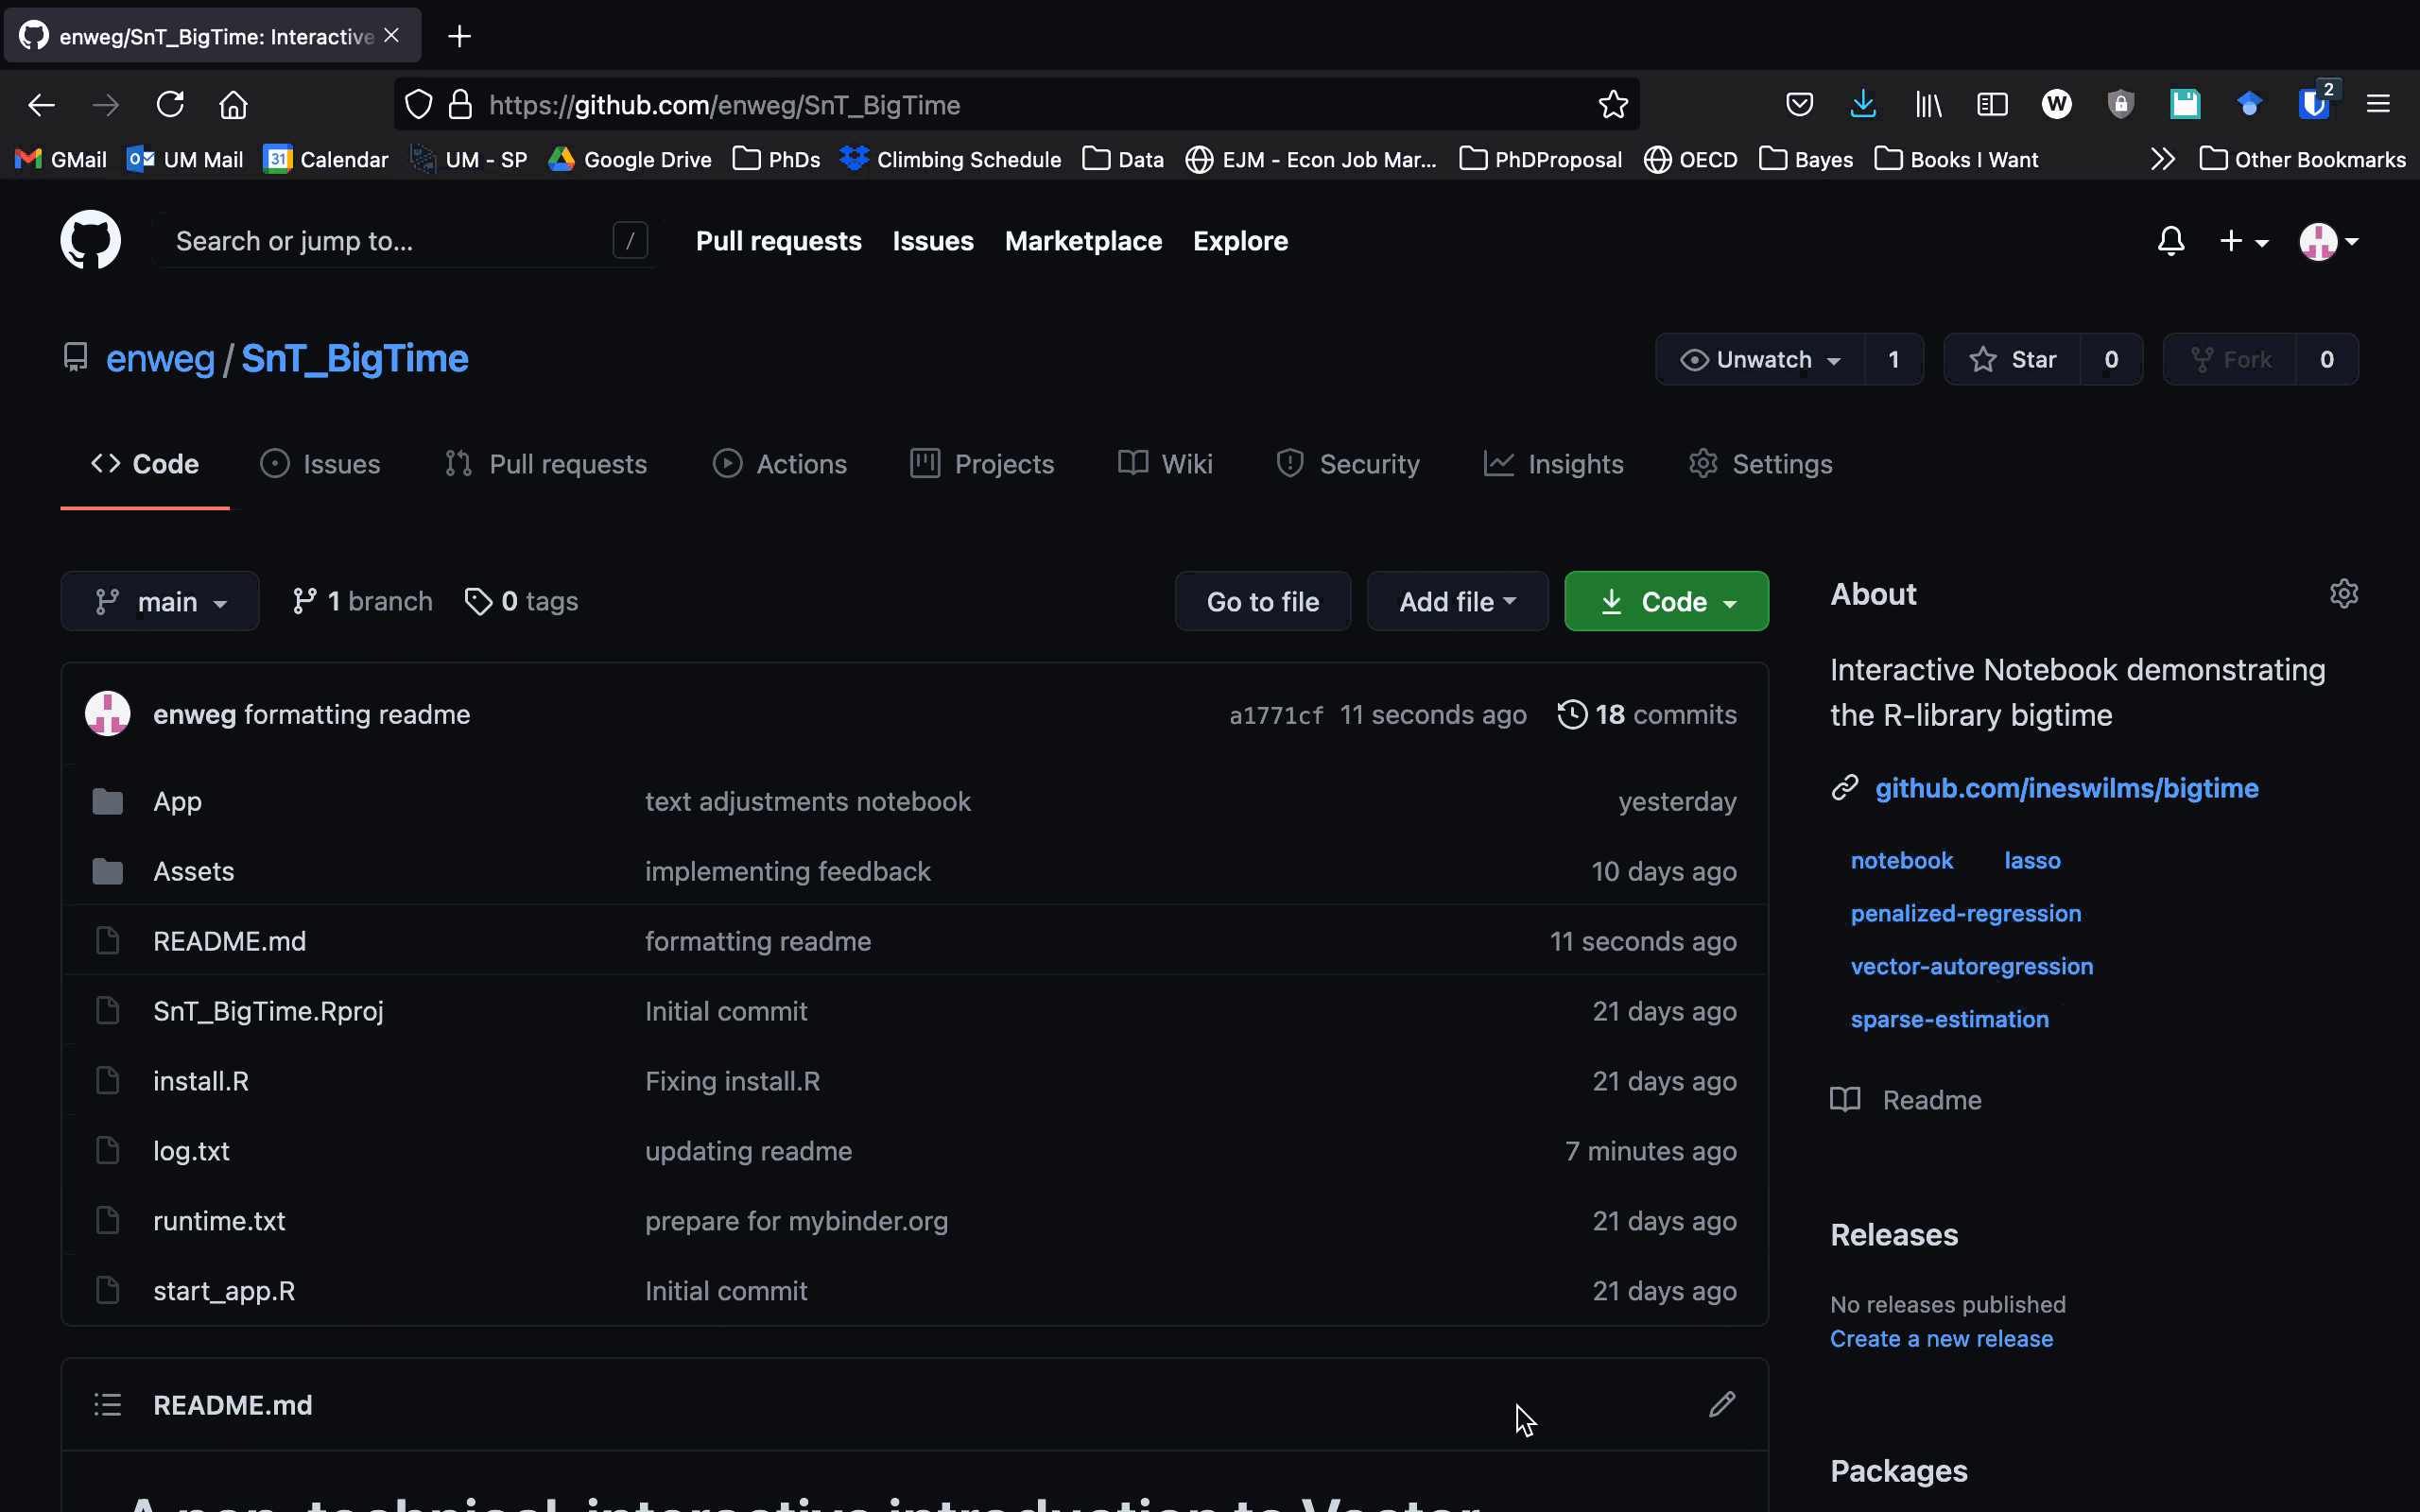 enweg/SnT_BigTime: Interactive
https://github.com/enweg/SnT_BigTime
2
GMail UM Mail 31 Calendar UM - SP Google Drive PhDs Climbing Schedule Data EJM - Econ Job Mar... PhDProposal OECD Bayes Books I Want Other Bookmarks
Search or jump to... / Pull requests Issues Marketplace Explore
enweg / SnT_BigTime Unwatch 1 Star 0 Fork 0
Code Issues Pull requests Actions Projects Wiki Security Insights Settings
main 1 branch 0 tags Go to file Add file Code
enweg formatting readme a1771cf 11 seconds ago 18 commits
App text adjustments notebook yesterday
Assets implementing feedback 10 days ago
README.md formatting readme 11 seconds ago
SnT_BigTime.Rproj Initial commit 21 days ago
install.R Fixing install.R 21 days ago
log.txt updating readme 7 minutes ago
runtime.txt prepare for mybinder.org 21 days ago
start_app.R Initial commit 21 days ago
README.md
A non-technical, interactive introduction to Vector
About
Interactive Notebook demonstrating
the R-library bigtime
github.com/ineswilms/bigtime
notebook lasso
penalized-regression
vector-autoregression
sparse-estimation
Readme
Releases
No releases published
Create a new release
Packages